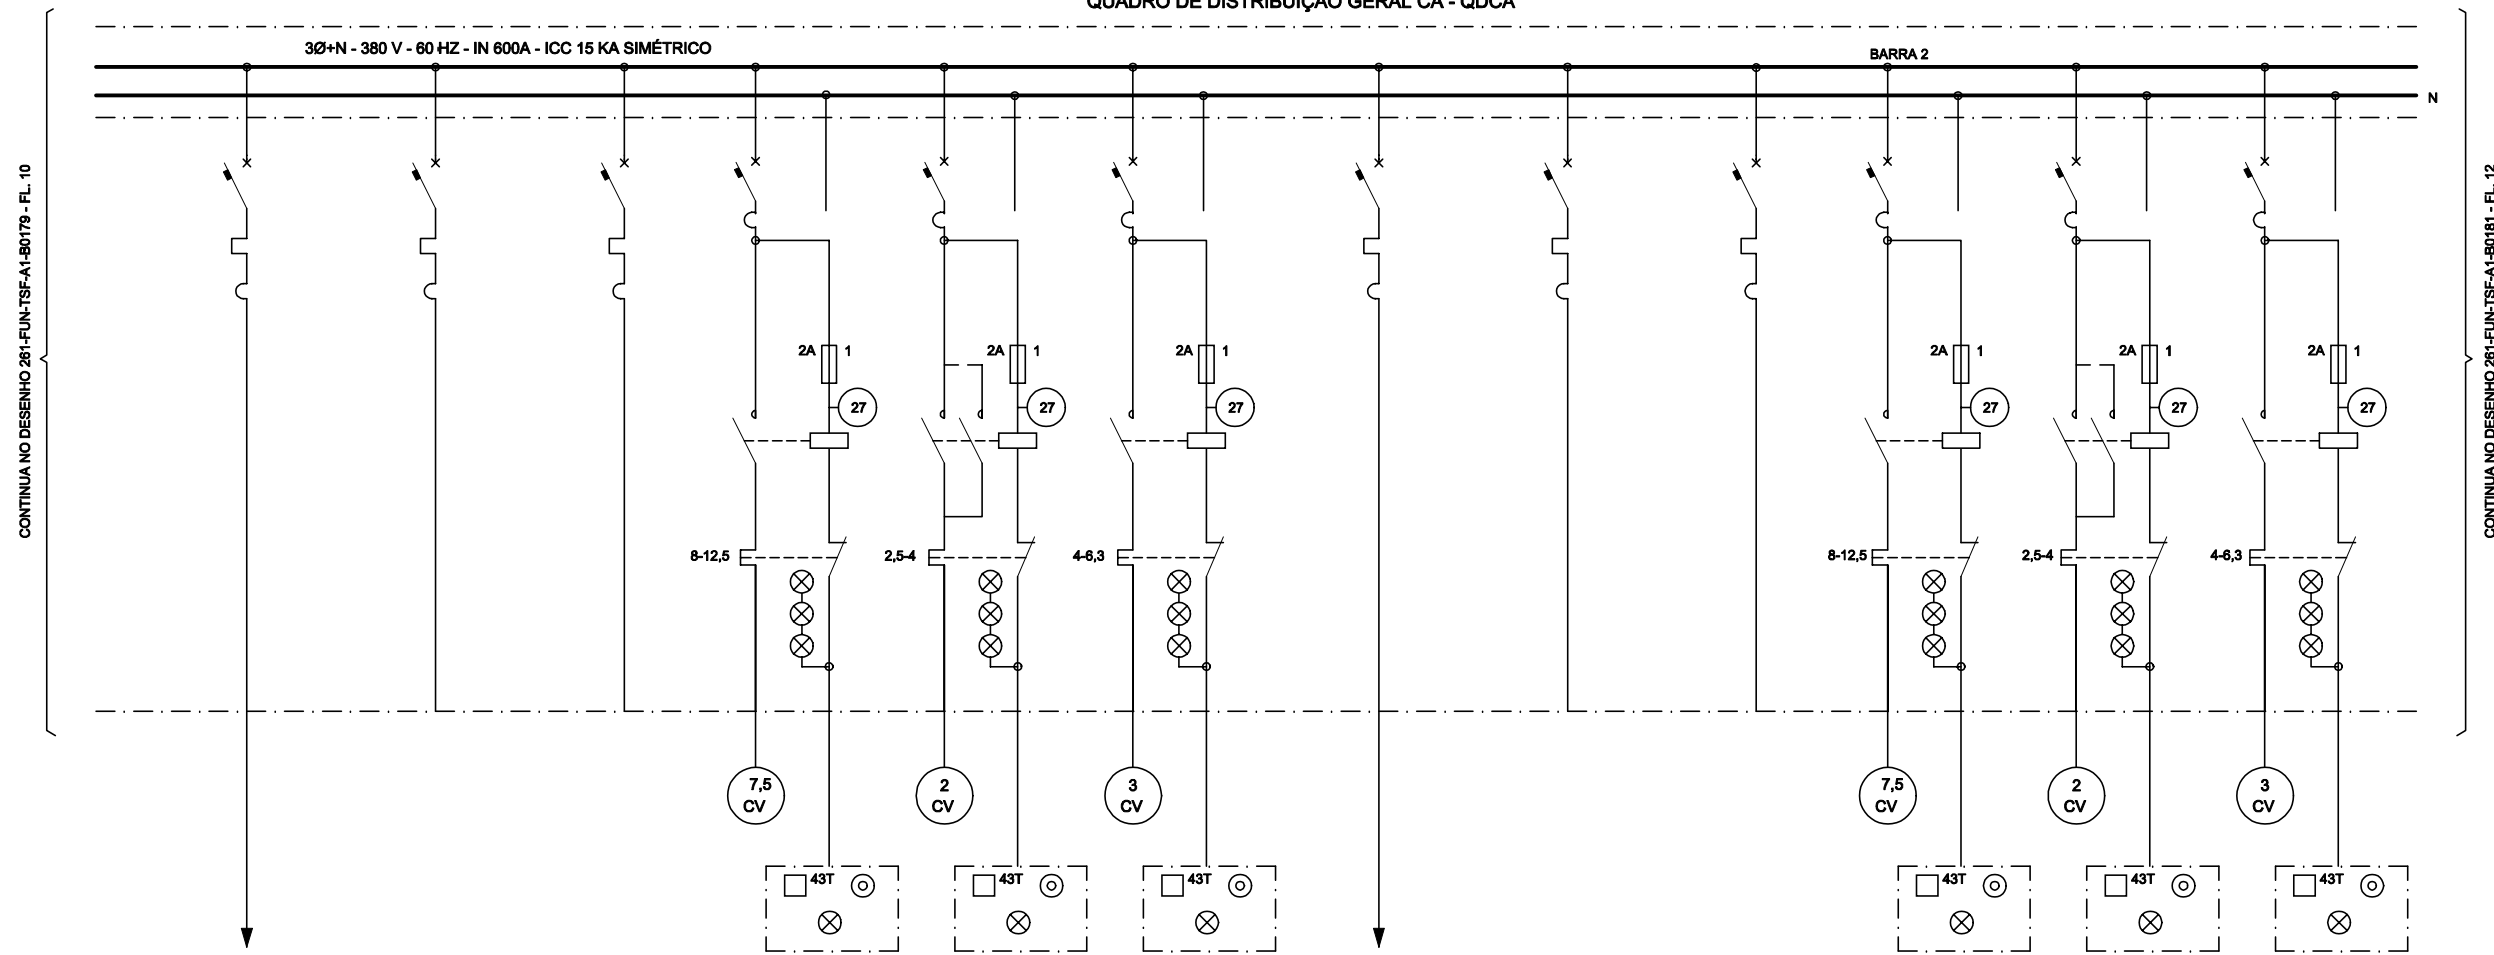 QUADRO DE DISTRIBUIÇÃO GERAL CA - QDCA
3Ø+N - 380 V - 60 HZ - IN 600A - ICC 15 KA SIMÉTRICO
BARRA 2
N
CONTINUA NO DESENHO 261-FUN-TSF-A1-B0179 - FL. 10
CONTINUA NO DESENHO 261-FUN-TSF-A1-B0181 - FL. 12
2A 1 2A 1 2A 1 2A 1 2A 1 2A 1
27 27 27 27 27 27
8-12,5 2,5-4 4-6,3 8-12,5 2,5-4 4-6,3
7,5 2 3 7,5 2 3
CV CV CV CV CV CV
43T 43T 43T 43T 43T 43T